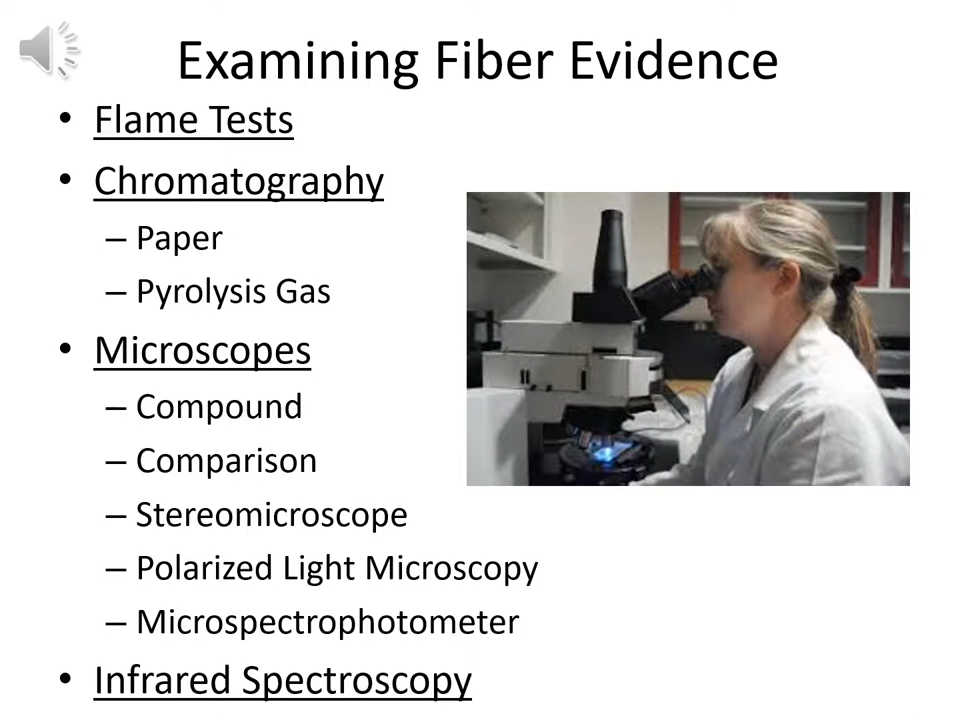 Examining Fiber Evidence
• Flame Tests
• Chromatography
– Paper
– Pyrolysis Gas
• Microscopes
– Compound
– Comparison
– Stereomicroscope
– Polarized Light Microscopy
– Microspectrophotometer
• Infrared Spectroscopy